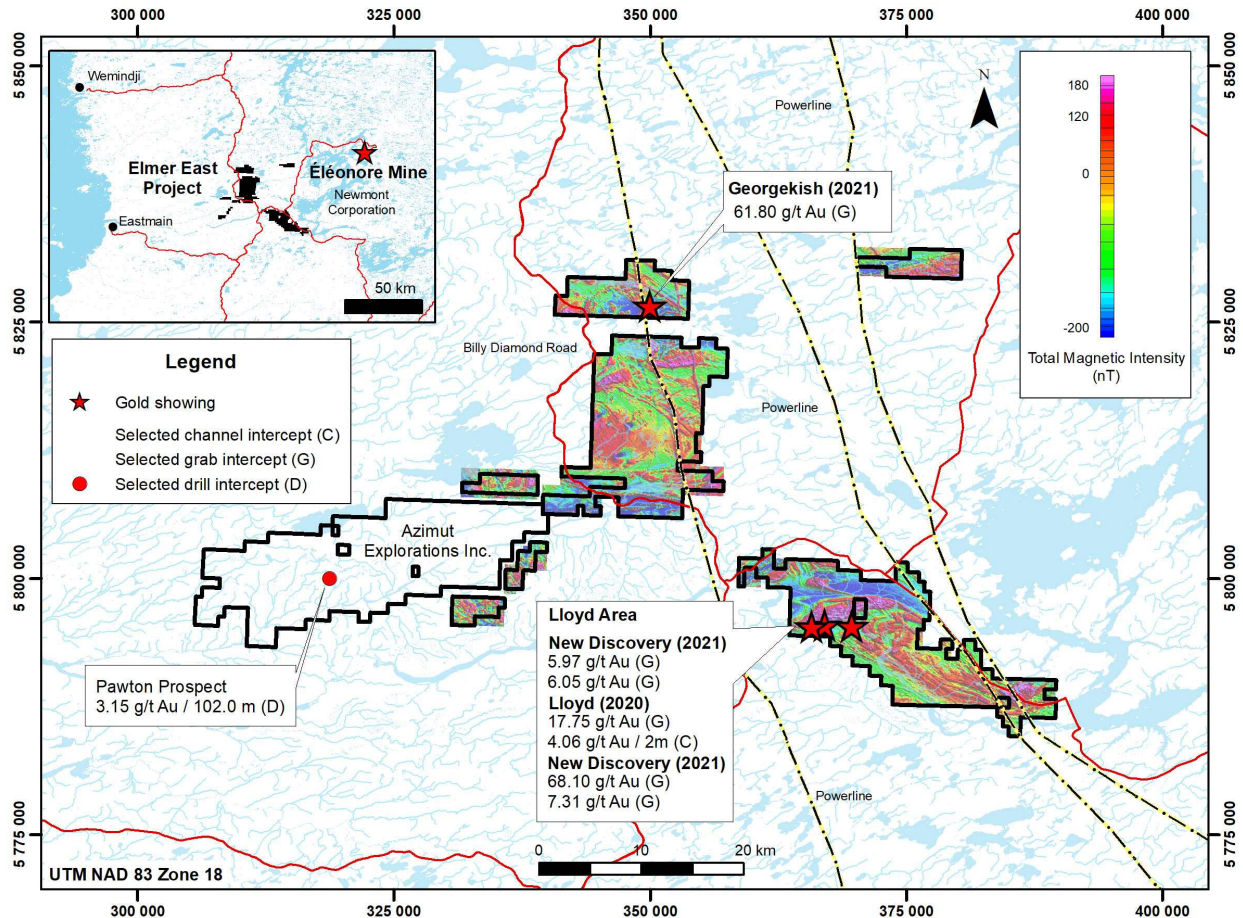 300 000
325 000
350 000
375 000
400 000
5 850 000
5 850 000
Wemindji
Elmer East
Project
Éléonore Mine
Newmont
Corporation
Eastmain
50 km
Powerline
N
180
120
0
-200
Total Magnetic Intensity
(nT)
Georgekish (2021)
61.80 g/t Au (G)
5 825 000
5 825 000
Billy Diamond Road
Legend
Gold showing
Selected channel intercept (C)
Selected grab intercept (G)
Selected drill intercept (D)
Powerline
Azimut
Explorations Inc.
5 800 000
5 800 000
Lloyd Area
New Discovery (2021)
5.97 g/t Au (G)
6.05 g/t Au (G)
Lloyd (2020)
17.75 g/t Au (G)
4.06 g/t Au / 2m (C)
New Discovery (2021)
68.10 g/t Au (G)
7.31 g/t Au (G)
Pawton Prospect
3.15 g/t Au / 102.0 m (D)
Powerline
5 775 000
5 775 000
0
10
20 km
UTM NAD 83 Zone 18
300 000
325 000
350 000
375 000
400 000